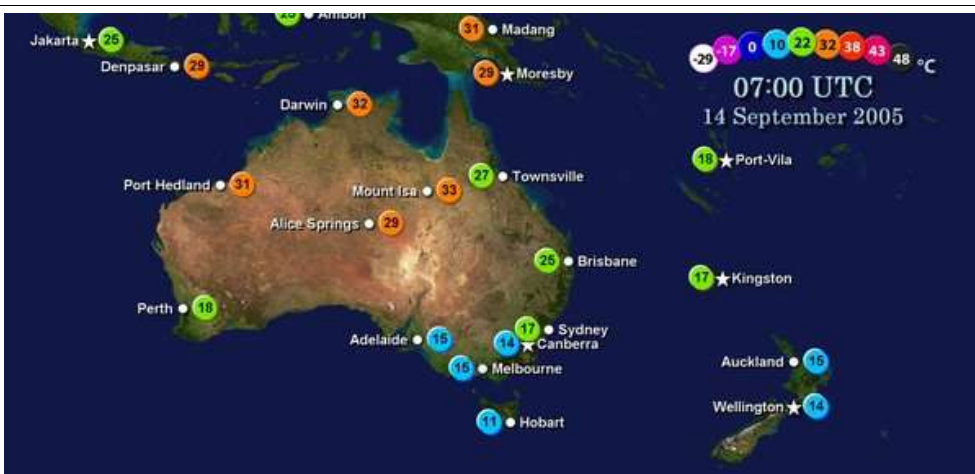 25 Ambon
Jakarta 25
Denpasar 29
31 Madang
29 Moresby
-29 -17 0 10 22 32 38 43 48 °C
07:00 UTC
14 September 2005
Darwin 32
18 Port-Vila
27 Townsville
Port Hedland 31
Mount Isa 33
Alice Springs 29
25 Brisbane
17 Kingston
Perth 18
17 Sydney
Adelaide 15
14 Canberra
15 Melbourne
Auckland 15
Wellington 14
11 Hobart